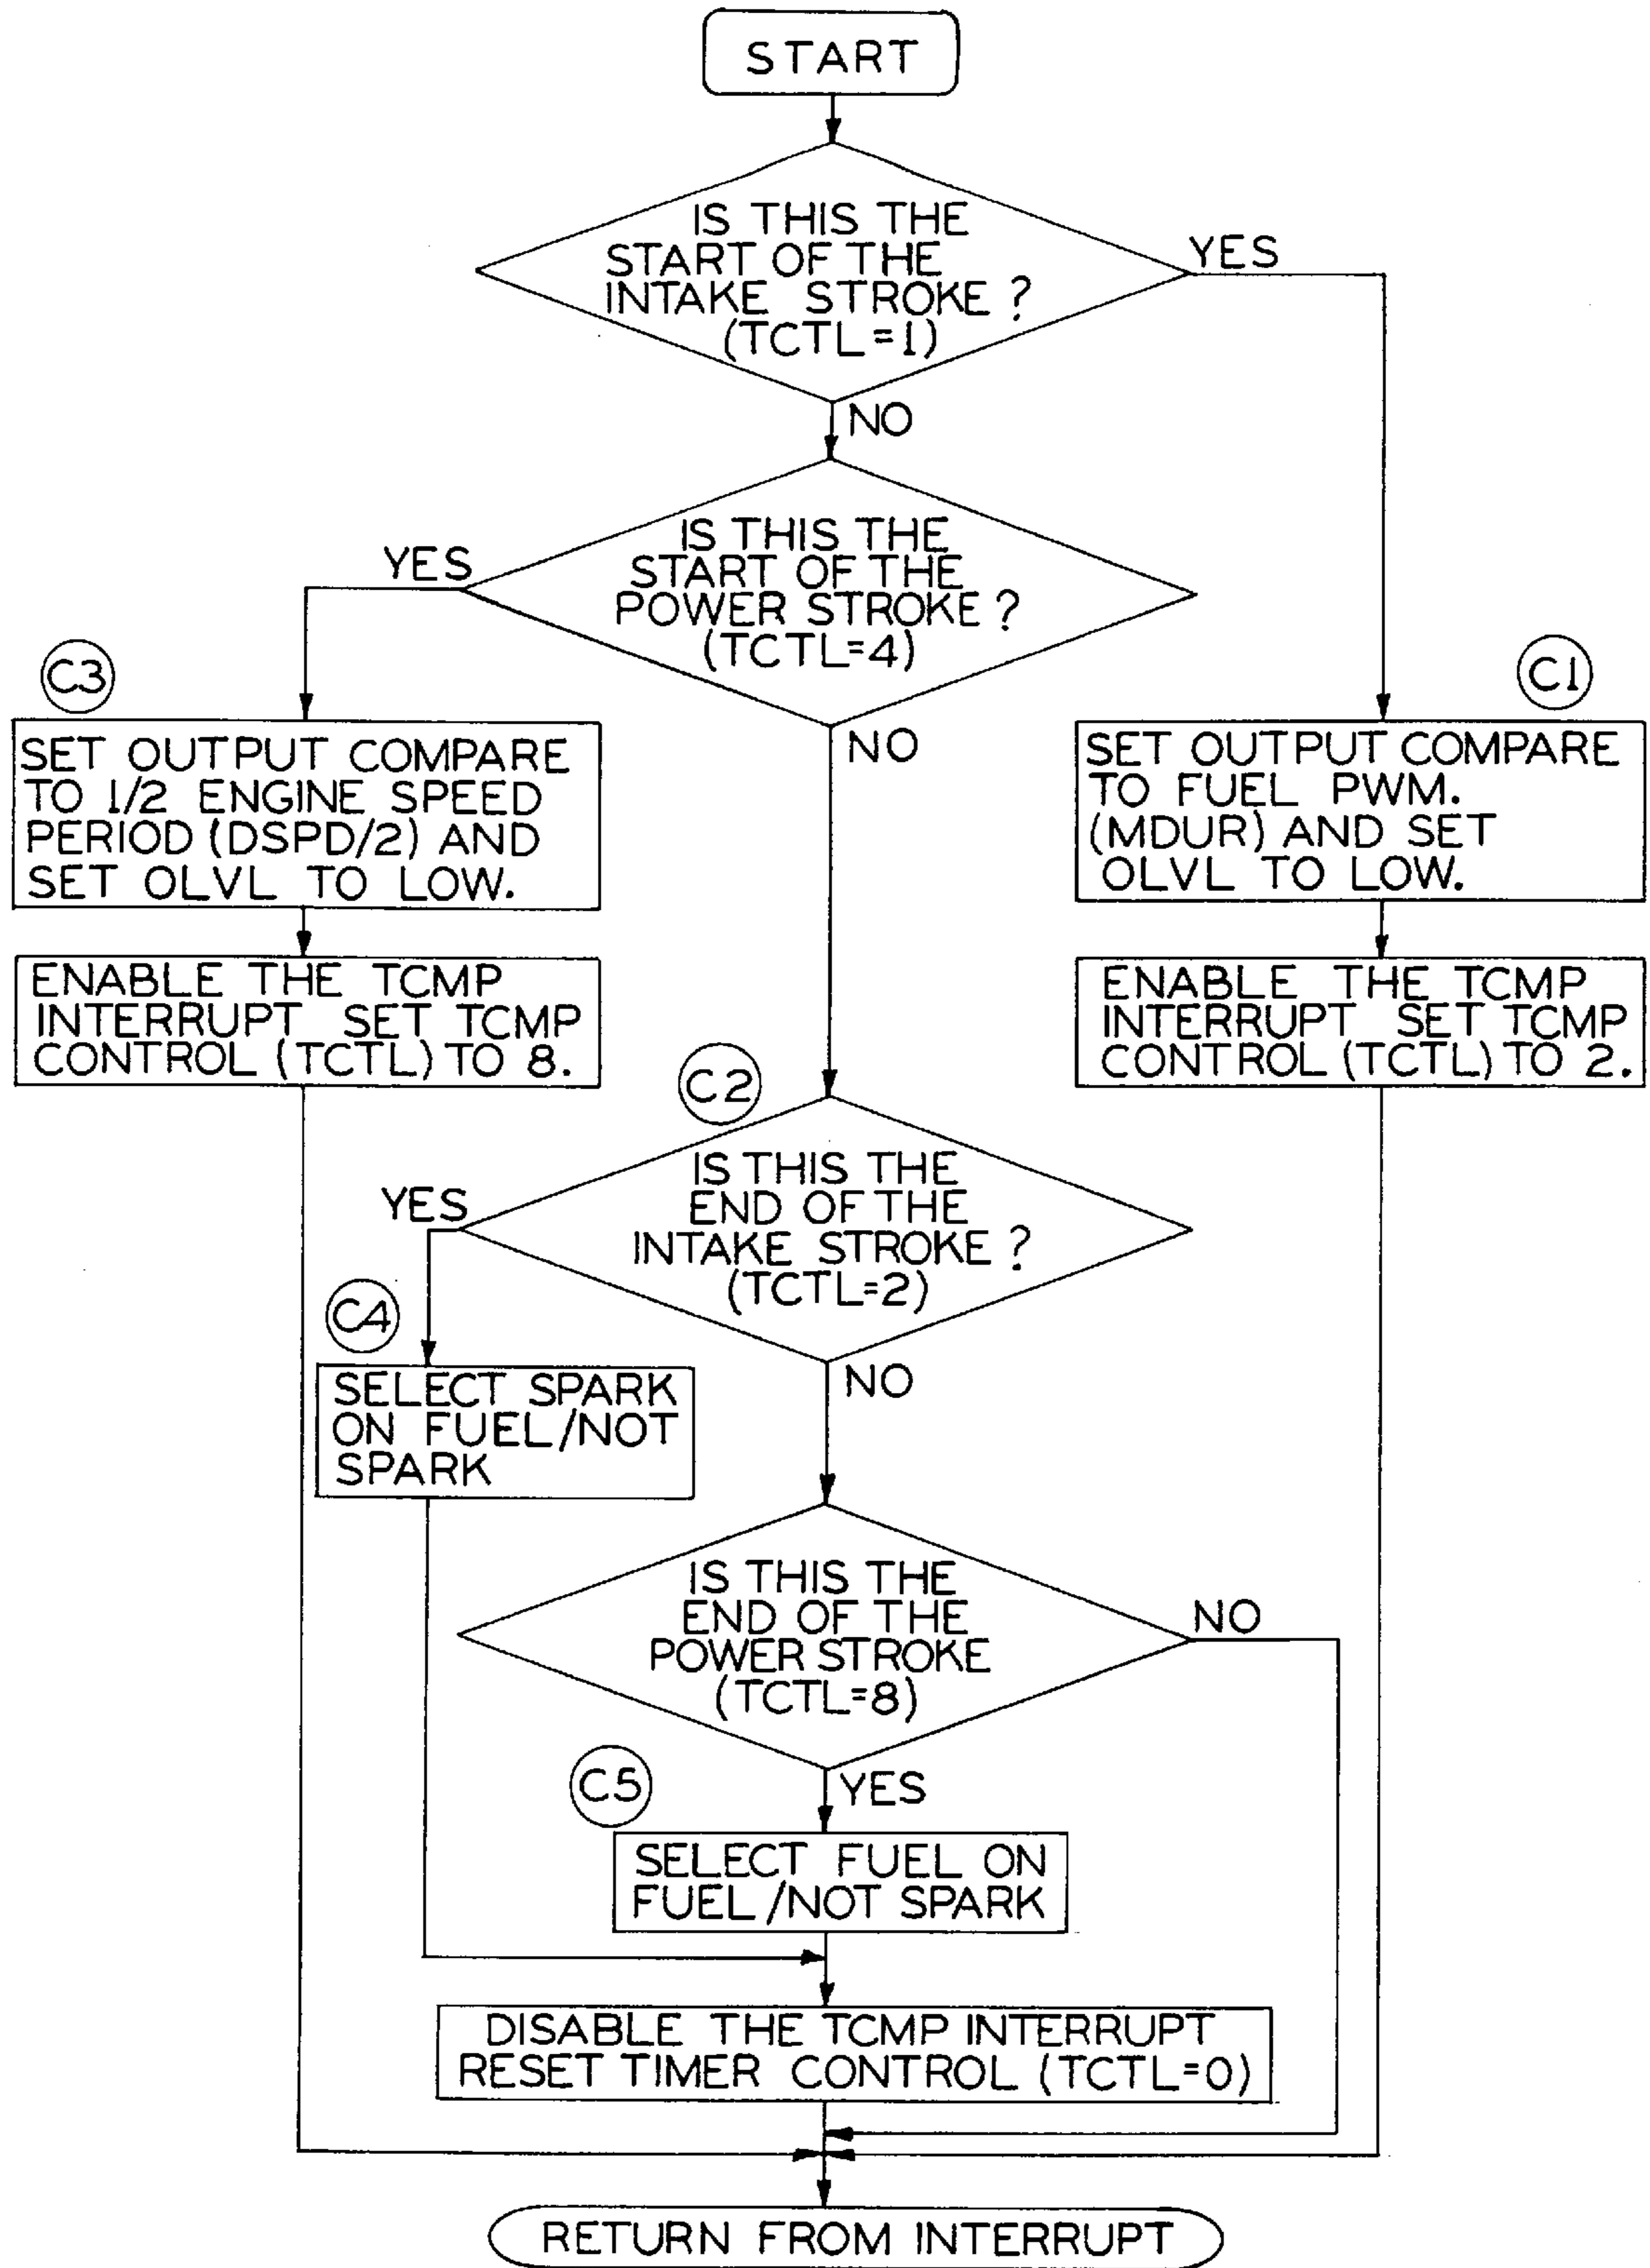 START
IS THIS THE
START OF THE
INTAKE STROKE ?
(TCTL=1)
YES
NO
IS THIS THE
START OF THE
POWER STROKE ?
(TCTL=4)
YES
NO
C3
SET OUTPUT COMPARE
TO 1/2 ENGINE SPEED
PERIOD (DSPD/2) AND
SET OLVL TO LOW.
C1
SET OUTPUT COMPARE
TO FUEL PWM.
(MDUR) AND SET
OLVL TO LOW.
ENABLE THE TCMP
INTERRUPT SET TCMP
CONTROL (TCTL) TO 8.
ENABLE THE TCMP
INTERRUPT SET TCMP
CONTROL (TCTL) TO 2.
C2
IS THIS THE
END OF THE
INTAKE STROKE ?
(TCTL=2)
YES
NO
C4
SELECT SPARK
ON FUEL/NOT
SPARK
IS THIS THE
END OF THE
POWER STROKE
(TCTL=8)
NO
YES
C5
SELECT FUEL ON
FUEL/NOT SPARK
DISABLE THE TCMP INTERRUPT
RESET TIMER CONTROL (TCTL=0)
RETURN FROM INTERRUPT